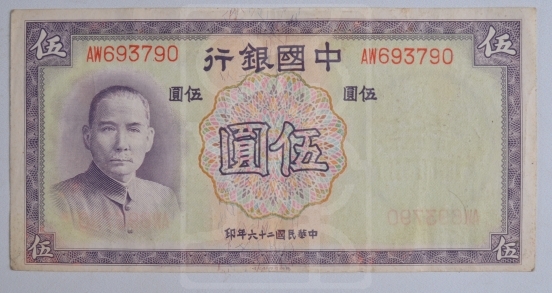 伍 伍
AW693790 AW693790
中國銀行
伍圓 伍圓
伍圓
中華民國二十六年印
伍 伍